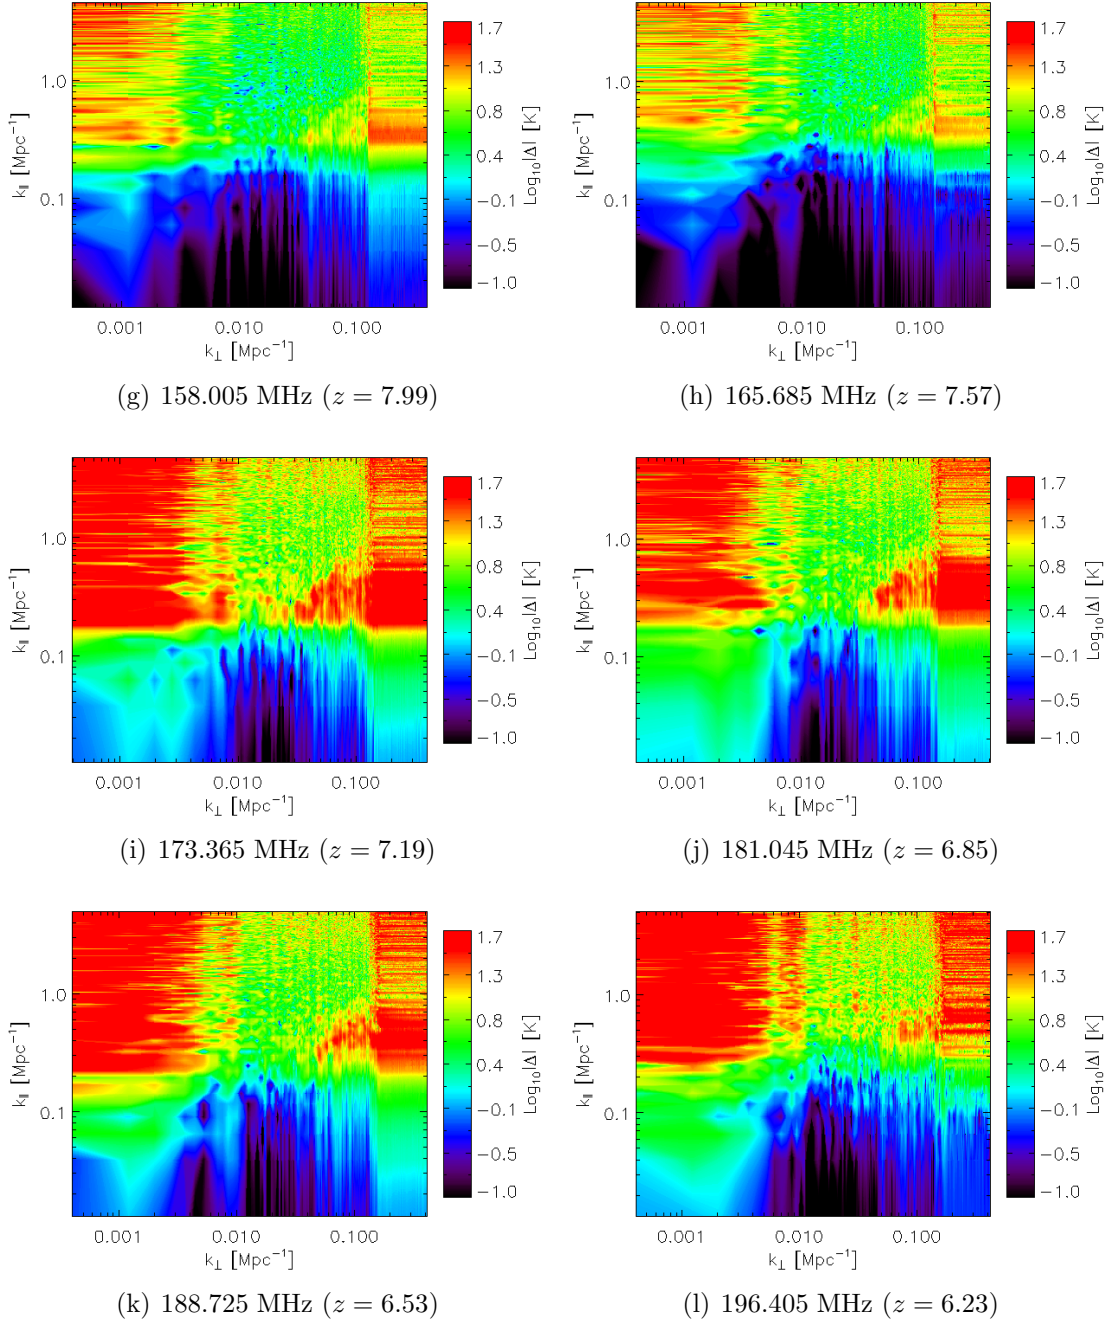 1.7
1.3
0.8
0.4
−0.1
−0.5
−1.0
Log₁₀|Δ| [K]
1.0
0.1
k∥ [Mpc⁻¹]
0.001 0.010 0.100
k⊥ [Mpc⁻¹]
(g) 158.005 MHz (z = 7.99)
1.7
1.3
0.8
0.4
−0.1
−0.5
−1.0
Log₁₀|Δ| [K]
1.0
0.1
k∥ [Mpc⁻¹]
0.001 0.010 0.100
k⊥ [Mpc⁻¹]
(h) 165.685 MHz (z = 7.57)
1.7
1.3
0.8
0.4
−0.1
−0.5
−1.0
Log₁₀|Δ| [K]
1.0
0.1
k∥ [Mpc⁻¹]
0.001 0.010 0.100
k⊥ [Mpc⁻¹]
(i) 173.365 MHz (z = 7.19)
1.7
1.3
0.8
0.4
−0.1
−0.5
−1.0
Log₁₀|Δ| [K]
1.0
0.1
k∥ [Mpc⁻¹]
0.001 0.010 0.100
k⊥ [Mpc⁻¹]
(j) 181.045 MHz (z = 6.85)
1.7
1.3
0.8
0.4
−0.1
−0.5
−1.0
Log₁₀|Δ| [K]
1.0
0.1
k∥ [Mpc⁻¹]
0.001 0.010 0.100
k⊥ [Mpc⁻¹]
(k) 188.725 MHz (z = 6.53)
1.7
1.3
0.8
0.4
−0.1
−0.5
−1.0
Log₁₀|Δ| [K]
1.0
0.1
k∥ [Mpc⁻¹]
0.001 0.010 0.100
k⊥ [Mpc⁻¹]
(l) 196.405 MHz (z = 6.23)